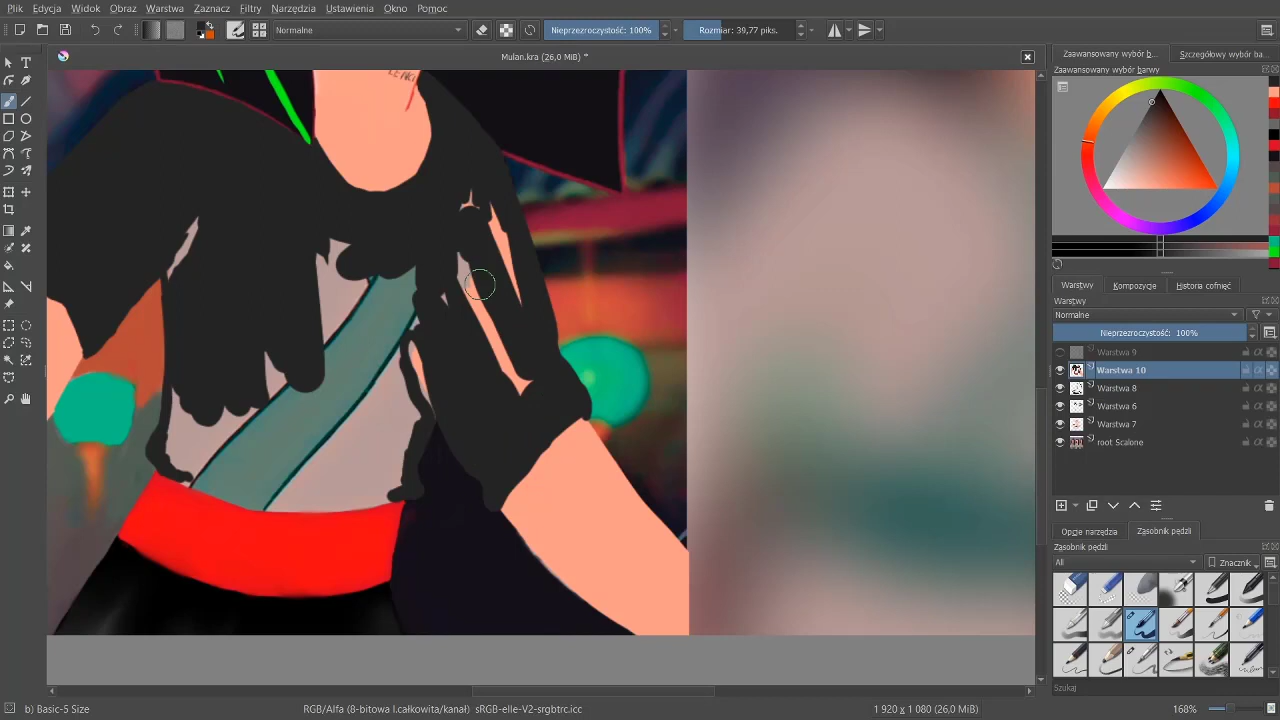 Plik Edycja Widok Obraz Warstwa Zaznacz Filtry Narzędzia Ustawienia Okno Pomoc
Normalne Nieprzezroczystość: 100% Rozmiar: 39,77 piks.
Mulan.kra (26,0 MiB) *
Zaawansowany wybór b... Szczegółowy wybór ba...
Zaawansowany wybór barwy
Warstwy Kompozycje Historia cofnięć
Warstwy
Normalne
Nieprzezroczystość: 100%
Warstwa 9
Warstwa 10
Warstwa 8
Warstwa 6
Warstwa 7
root Scalone
Opcje narzędzia Zasobnik pędzli
Zasobnik pędzli
All Znacznik
Szukaj
b) Basic-5 Size RGB/Alfa (8-bitowa l.całkowita/kanał) sRGB-elle-V2-srgbtrc.icc 1 920 x 1 080 (26,0 MiB) 168%